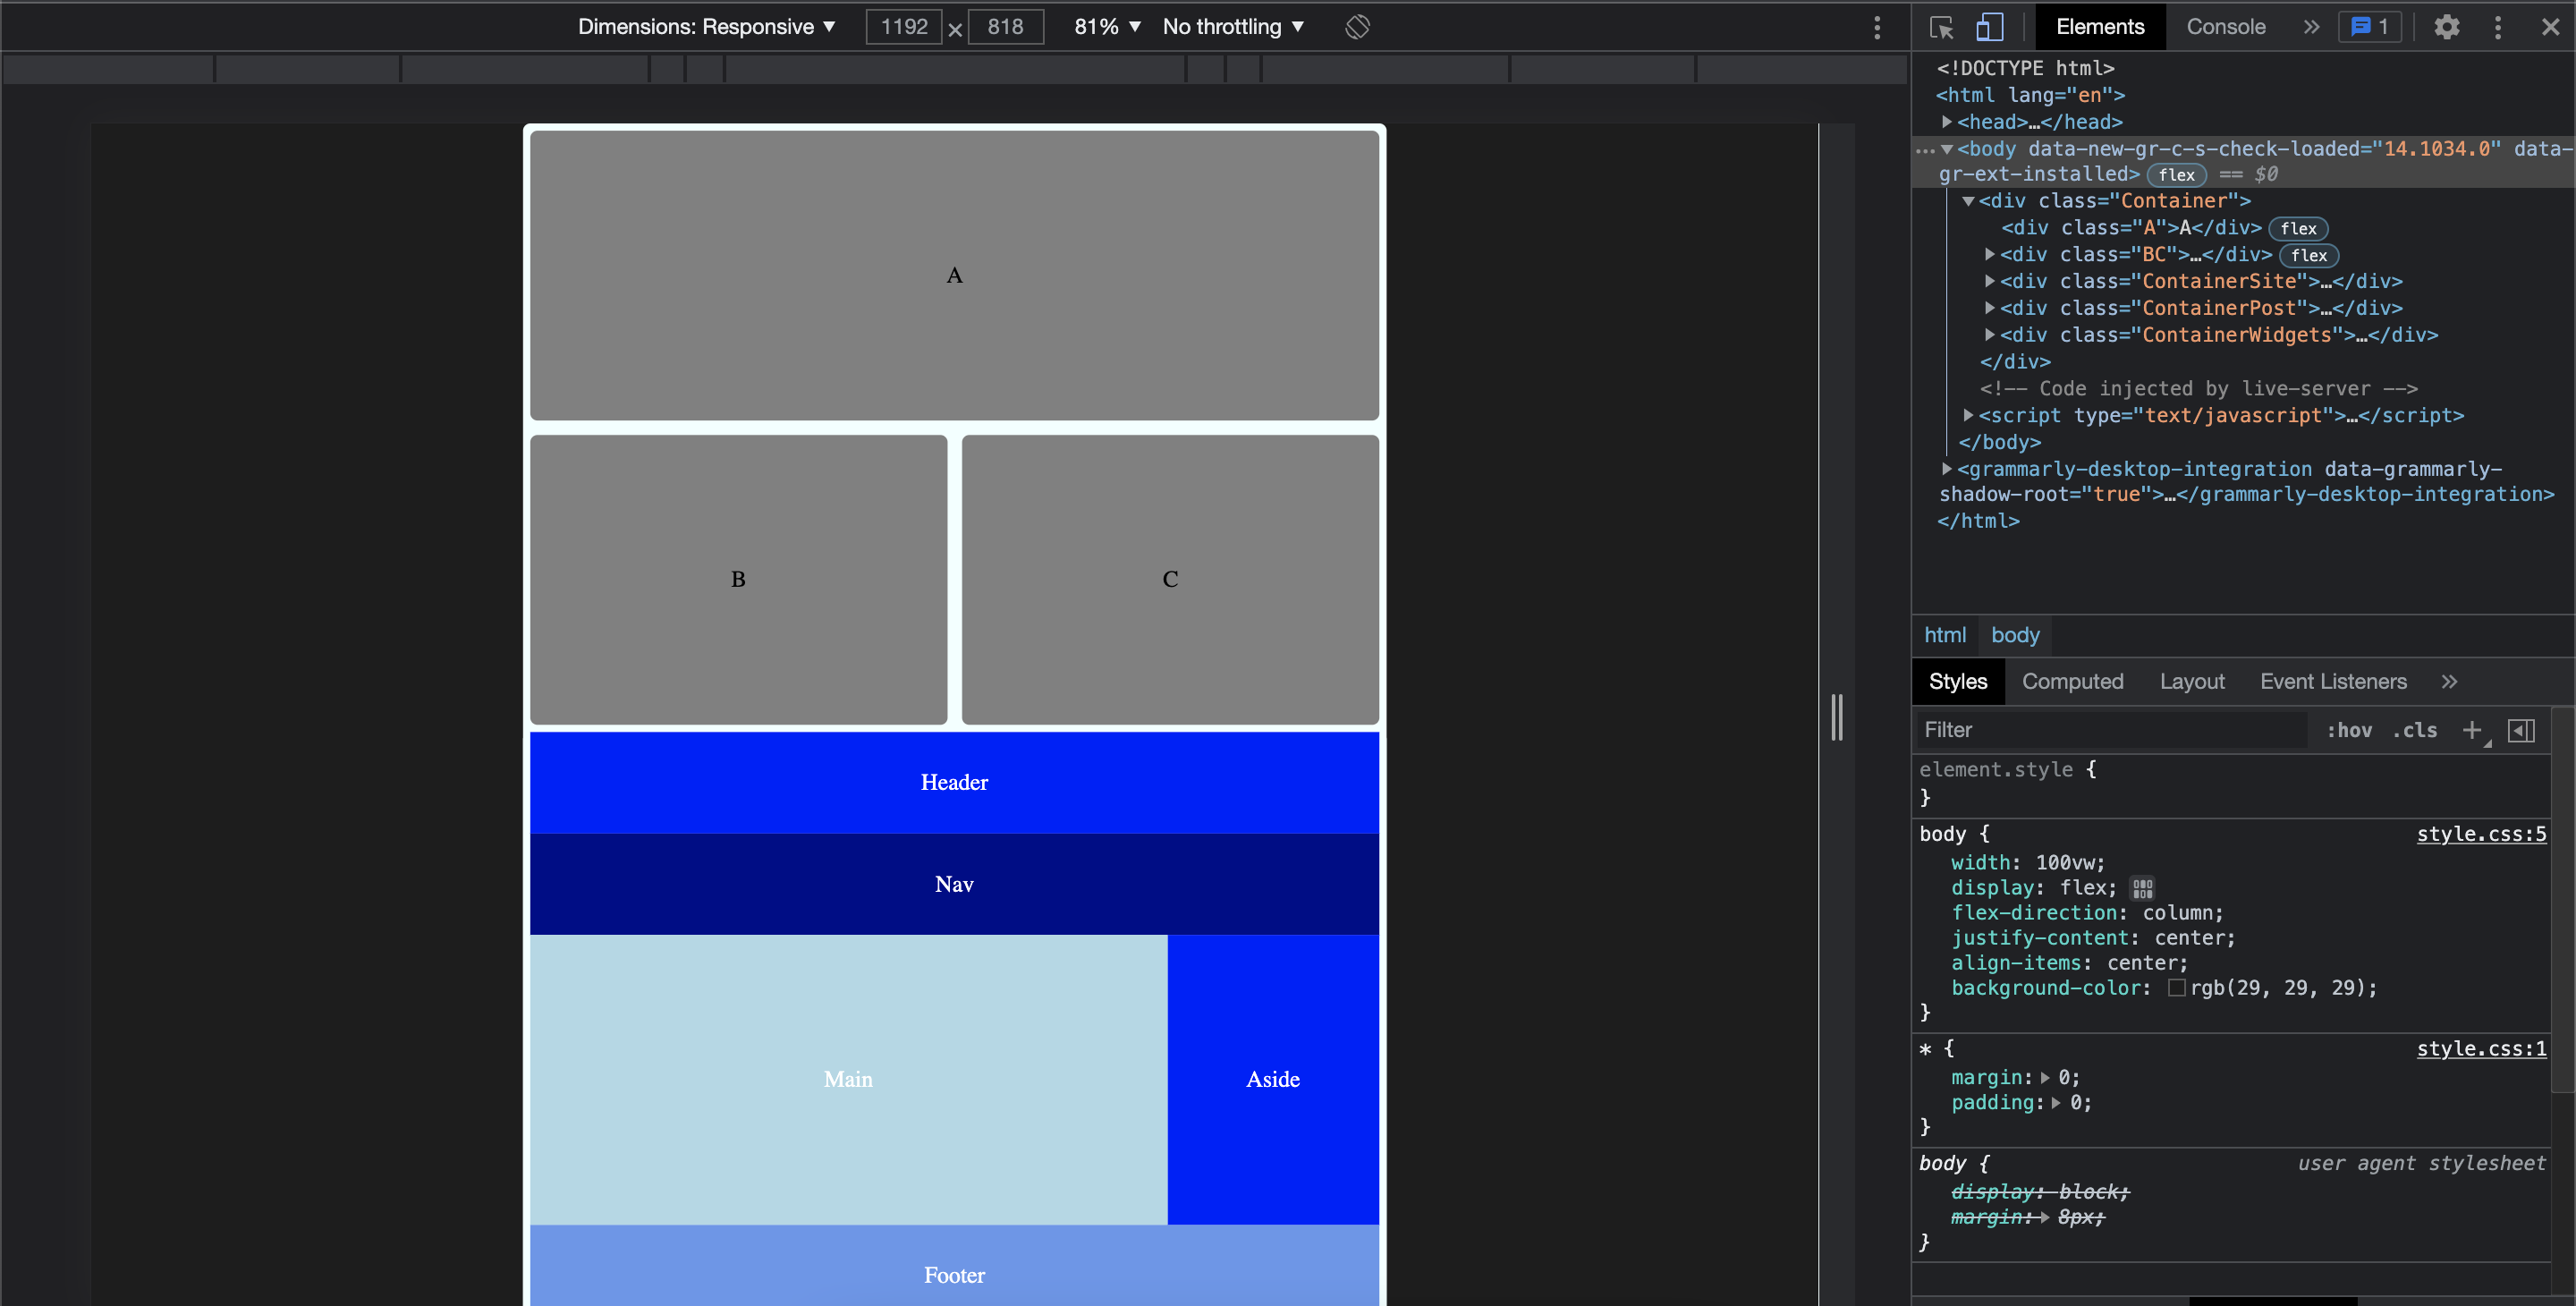 Dimensions: Responsive ▼ 1192 × 818 81% ▼ No throttling ▼
Elements Console » 1
<!DOCTYPE html>
<html lang="en">
<head>…</head>
<body data-new-gr-c-s-check-loaded="14.1034.0" data-
gr-ext-installed> flex == $0
<div class="Container">
<div class="A">A</div> flex
<div class="BC">…</div> flex
<div class="ContainerSite">…</div>
<div class="ContainerPost">…</div>
<div class="ContainerWidgets">…</div>
</div>
<!-- Code injected by live-server -->
<script type="text/javascript">…</script>
</body>
<grammarly-desktop-integration data-grammarly-
shadow-root="true">…</grammarly-desktop-integration>
</html>
html body
Styles Computed Layout Event Listeners »
Filter :hov .cls +
element.style {
}
body { style.css:5
width: 100vw;
display: flex;
flex-direction: column;
justify-content: center;
align-items: center;
background-color: rgb(29, 29, 29);
}
* { style.css:1
margin: 0;
padding: 0;
}
body { user agent stylesheet
display: block;
margin: 8px;
}
A
B
C
Header
Nav
Main
Aside
Footer